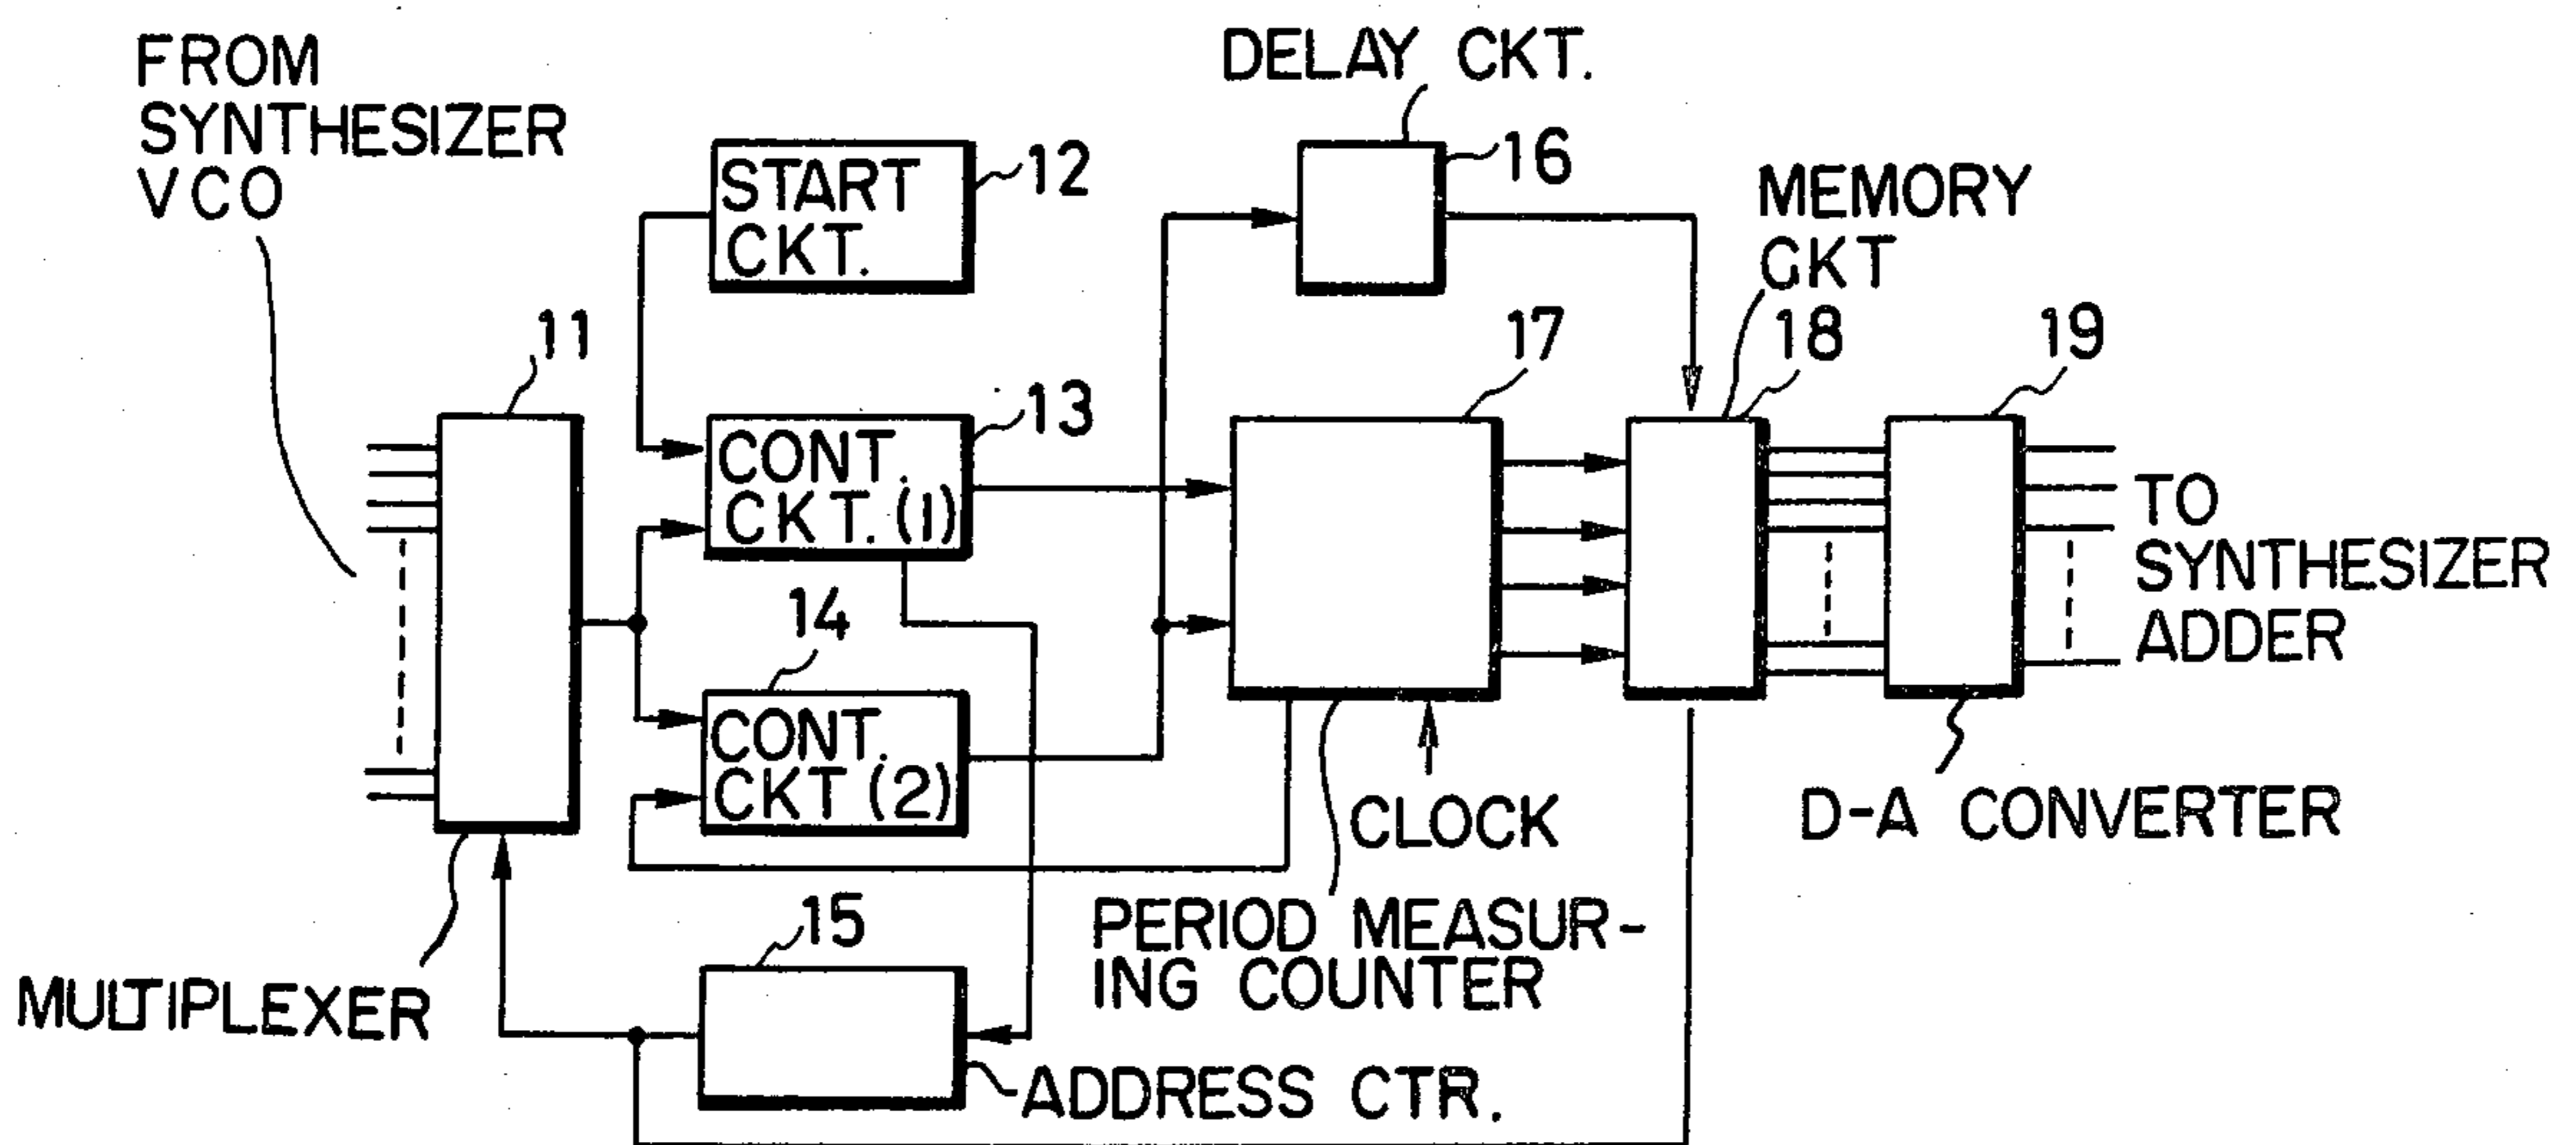 FROM
SYNTHESIZER
VCO
DELAY CKT.
START
CKT.
12
16
MEMORY
CKT
11
17
18
19
CONT.
CKT. (1)
13
14
CONT.
CKT (2)
TO
SYNTHESIZER
ADDER
CLOCK
D-A CONVERTER
PERIOD MEASUR-
ING COUNTER
15
MULTIPLEXER
ADDRESS CTR.